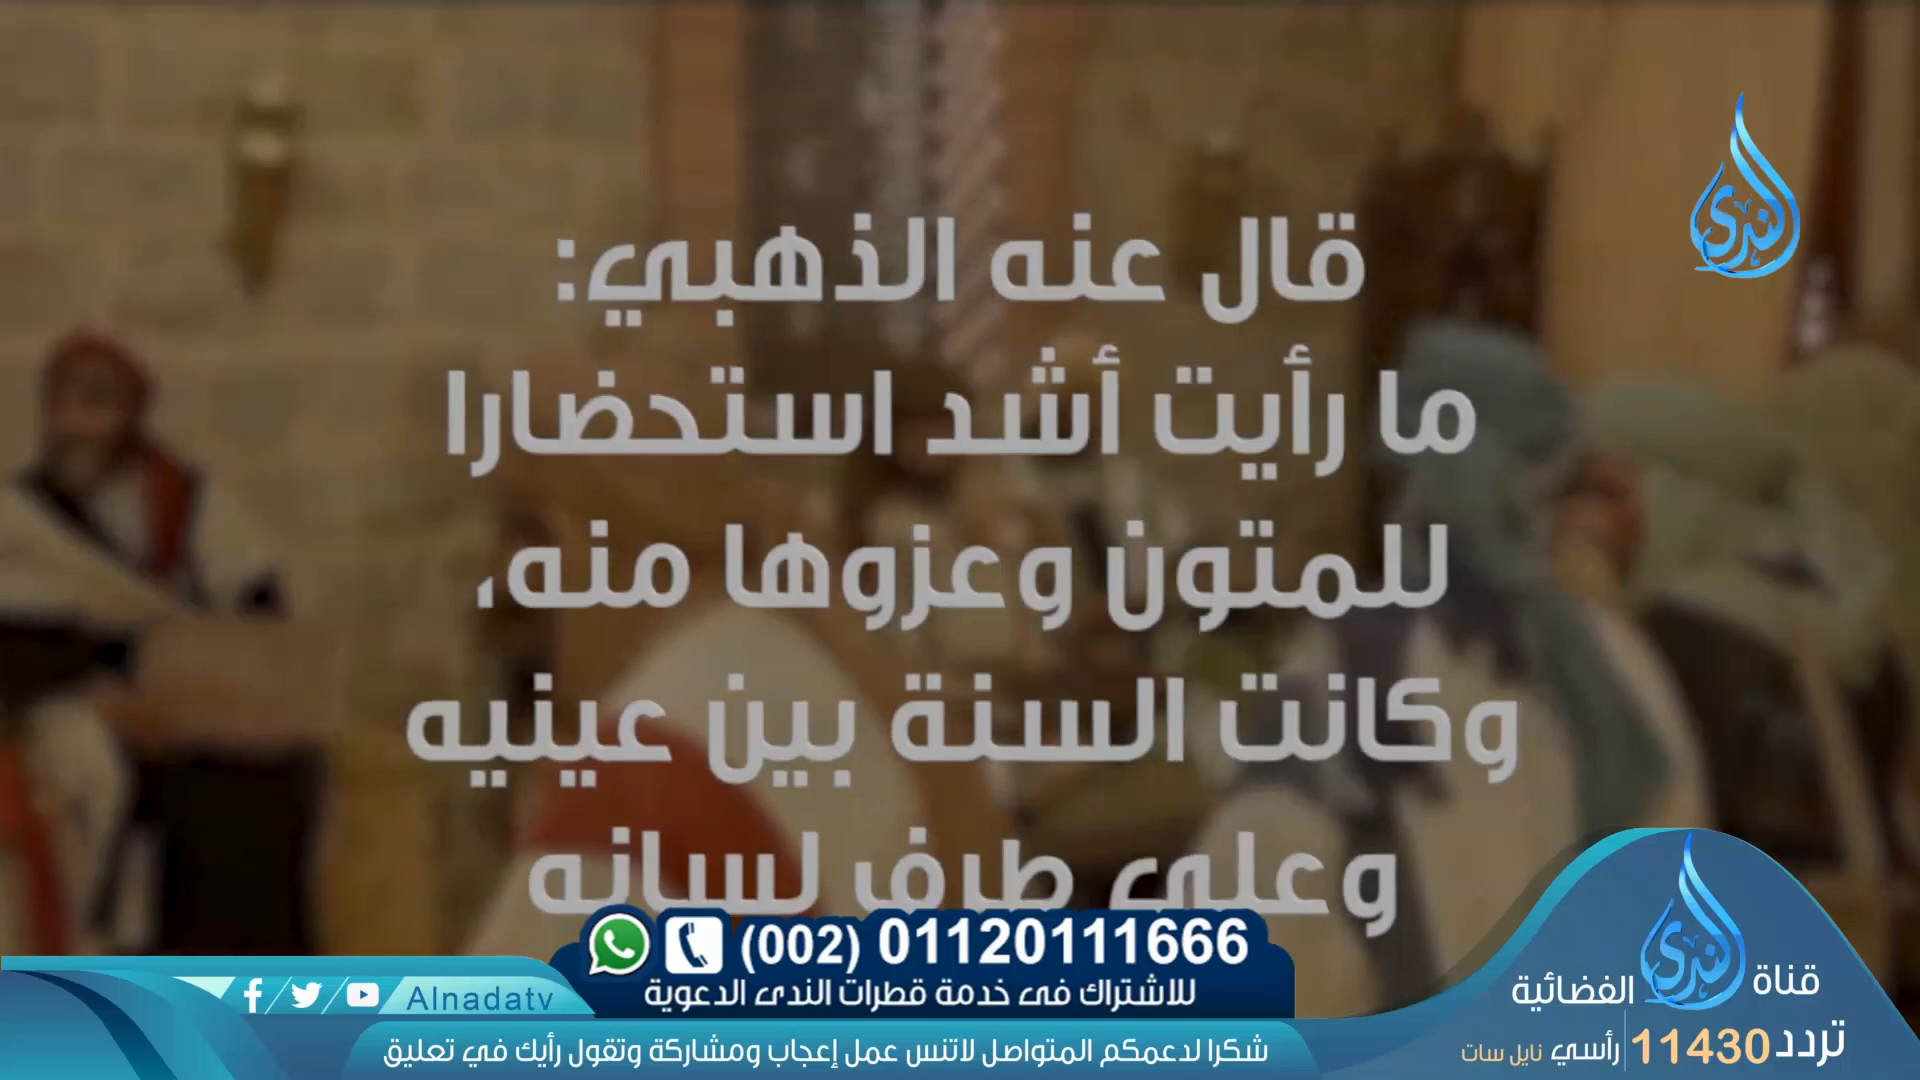 الندى
قال عنه الذهبي:
ما رأيت أشد استحضارا
للمتون وعزوها منه،
وكانت السنة بين عينيه
وعلى طرف لسانه
(002) 01120111666
للاشتراك فى خدمة قطرات الندى الدعوية
Alnadatv
شكرا لدعمكم المتواصل لاتنس عمل إعجاب ومشاركة وتقول رأيك في تعليق
قناة الندى الفضائية
تردد 11430 رأسي نايل سات